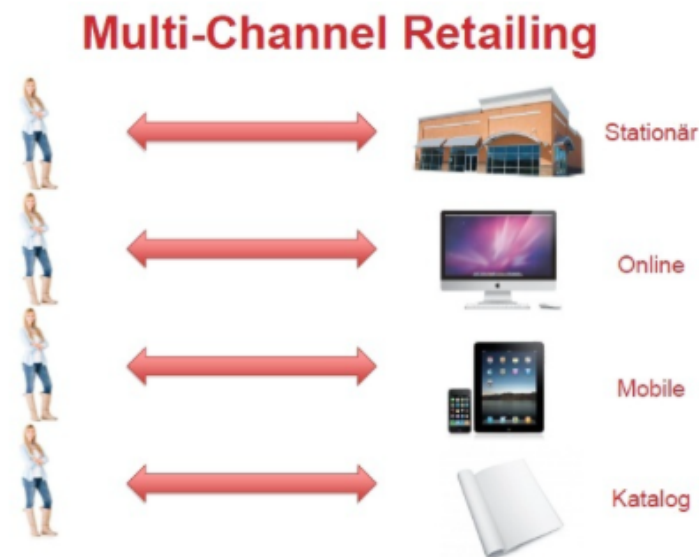 Multi-Channel Retailing
Stationär
Online
Mobile
Katalog